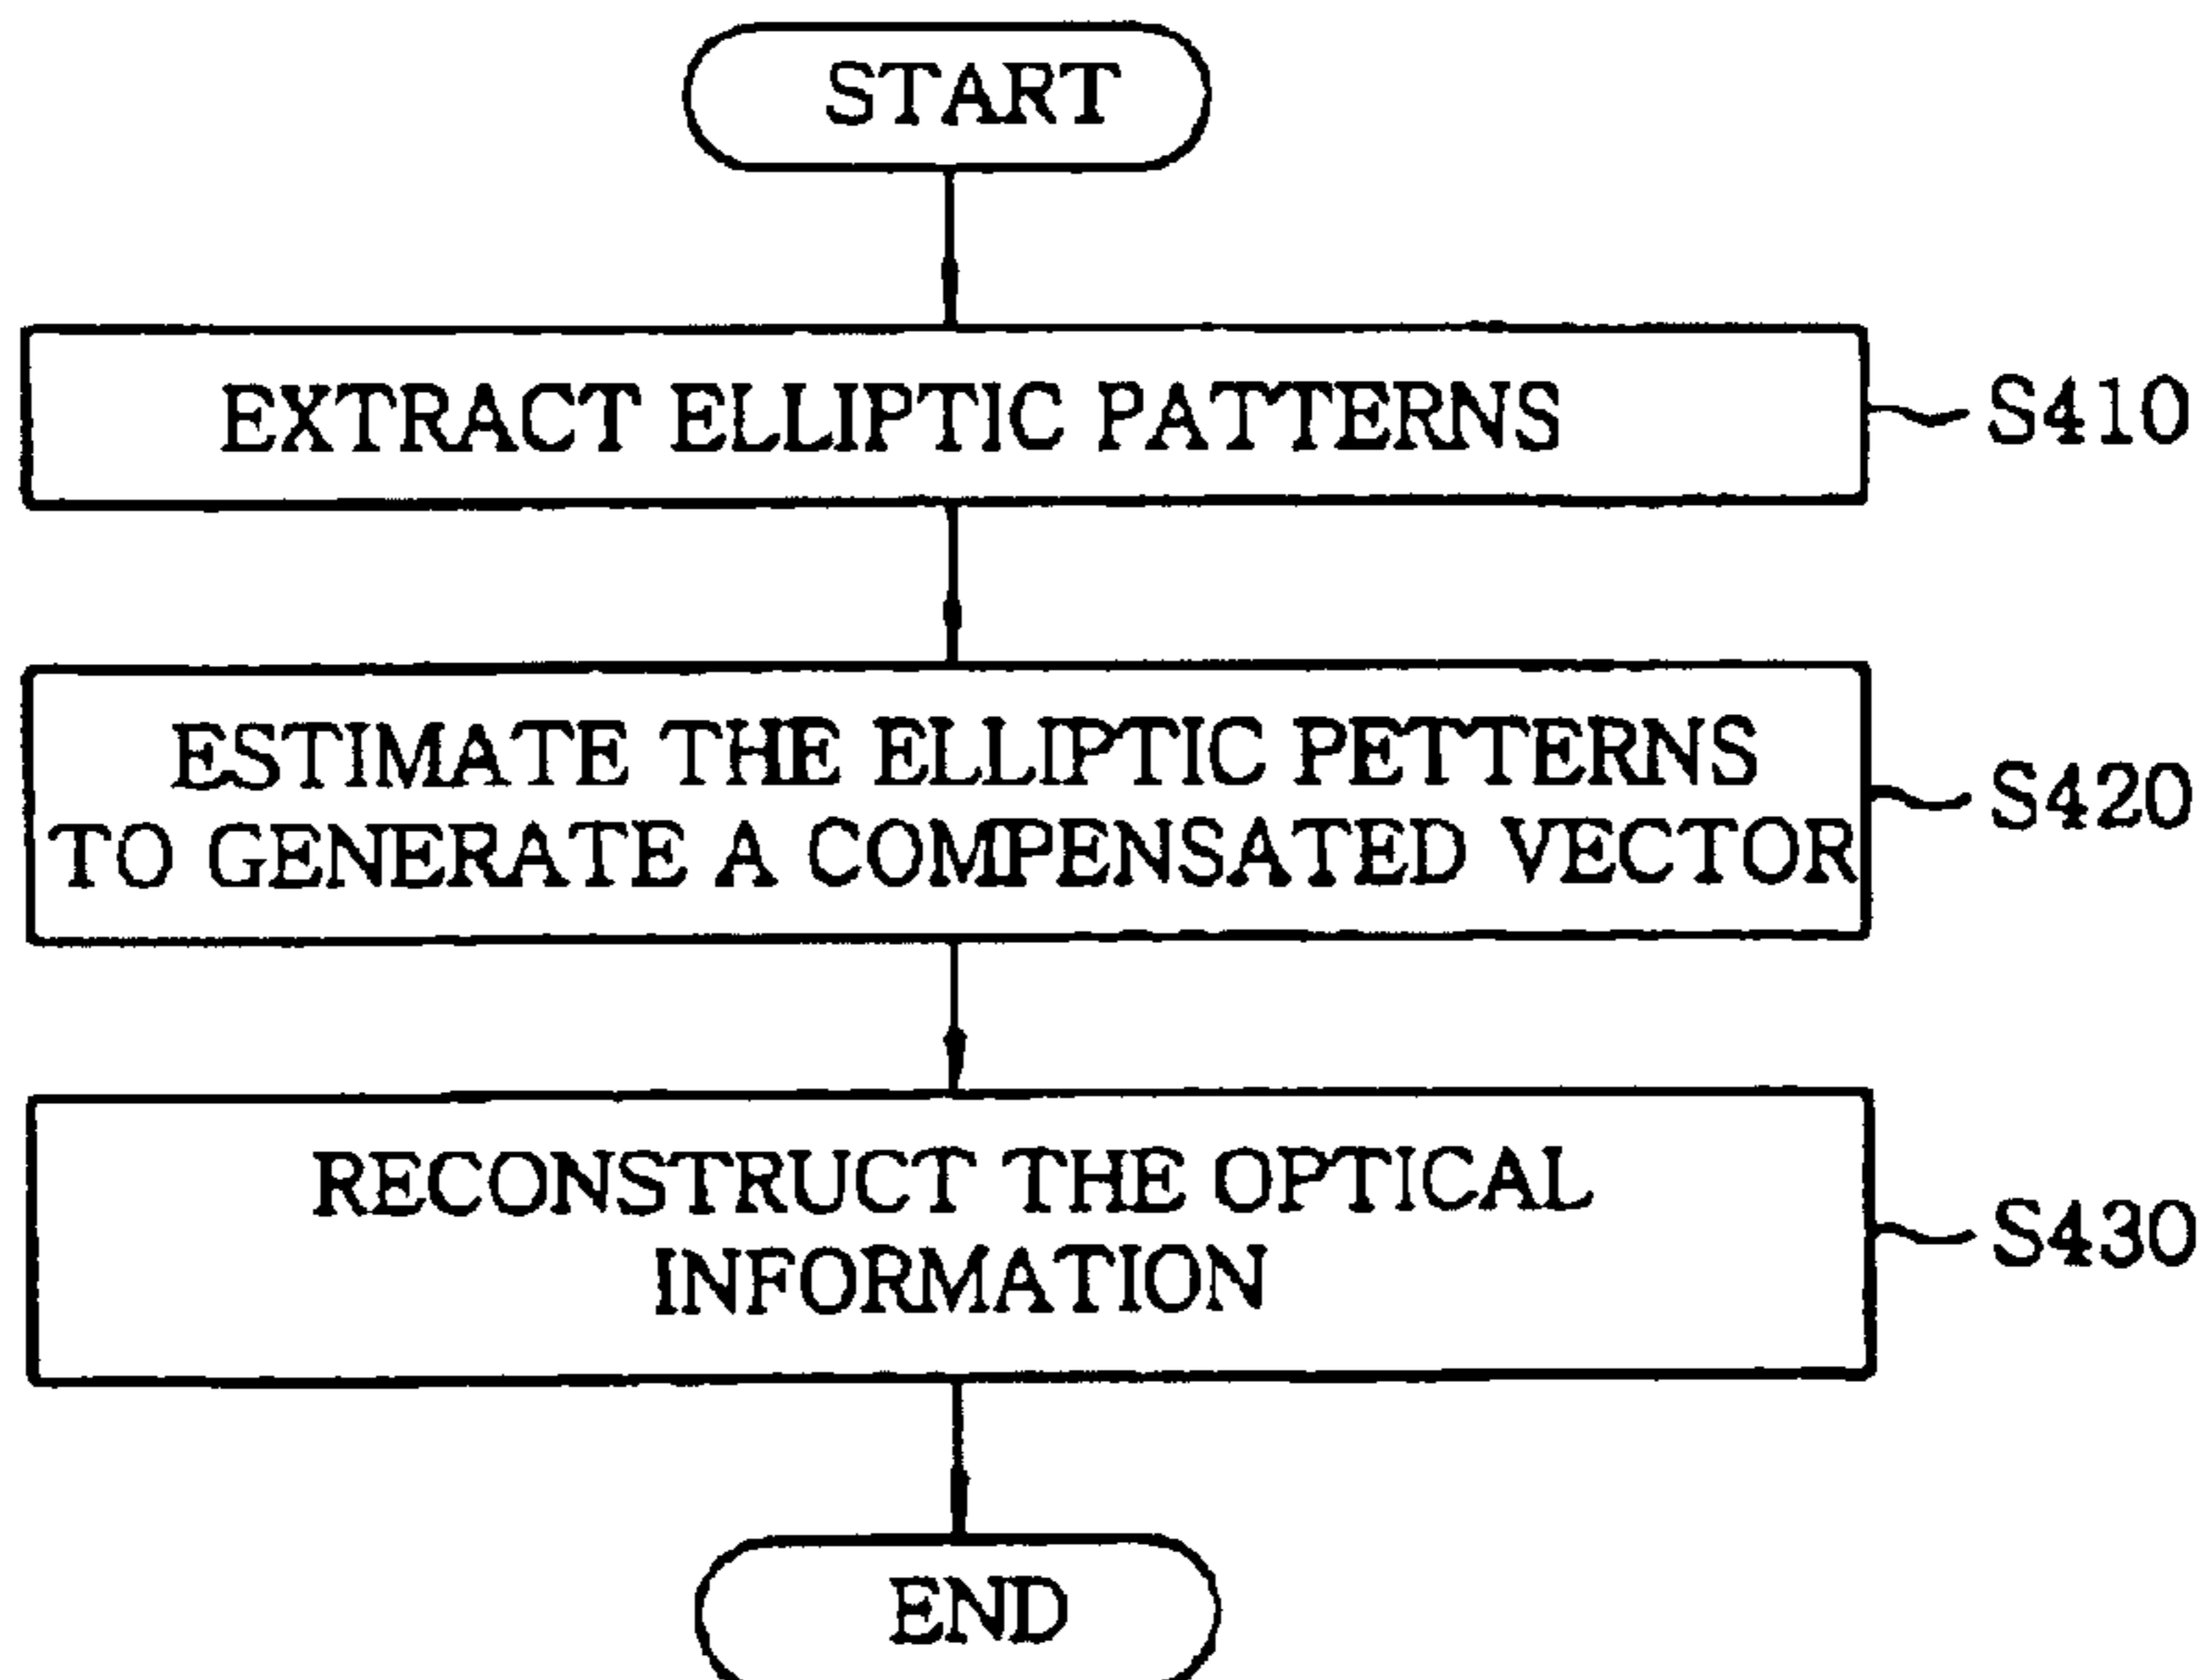 START
EXTRACT ELLIPTIC PATTERNS
S410
ESTIMATE THE ELLIPTIC PETTERNS
TO GENERATE A COMPENSATED VECTOR
S420
RECONSTRUCT THE OPTICAL
INFORMATION
S430
END